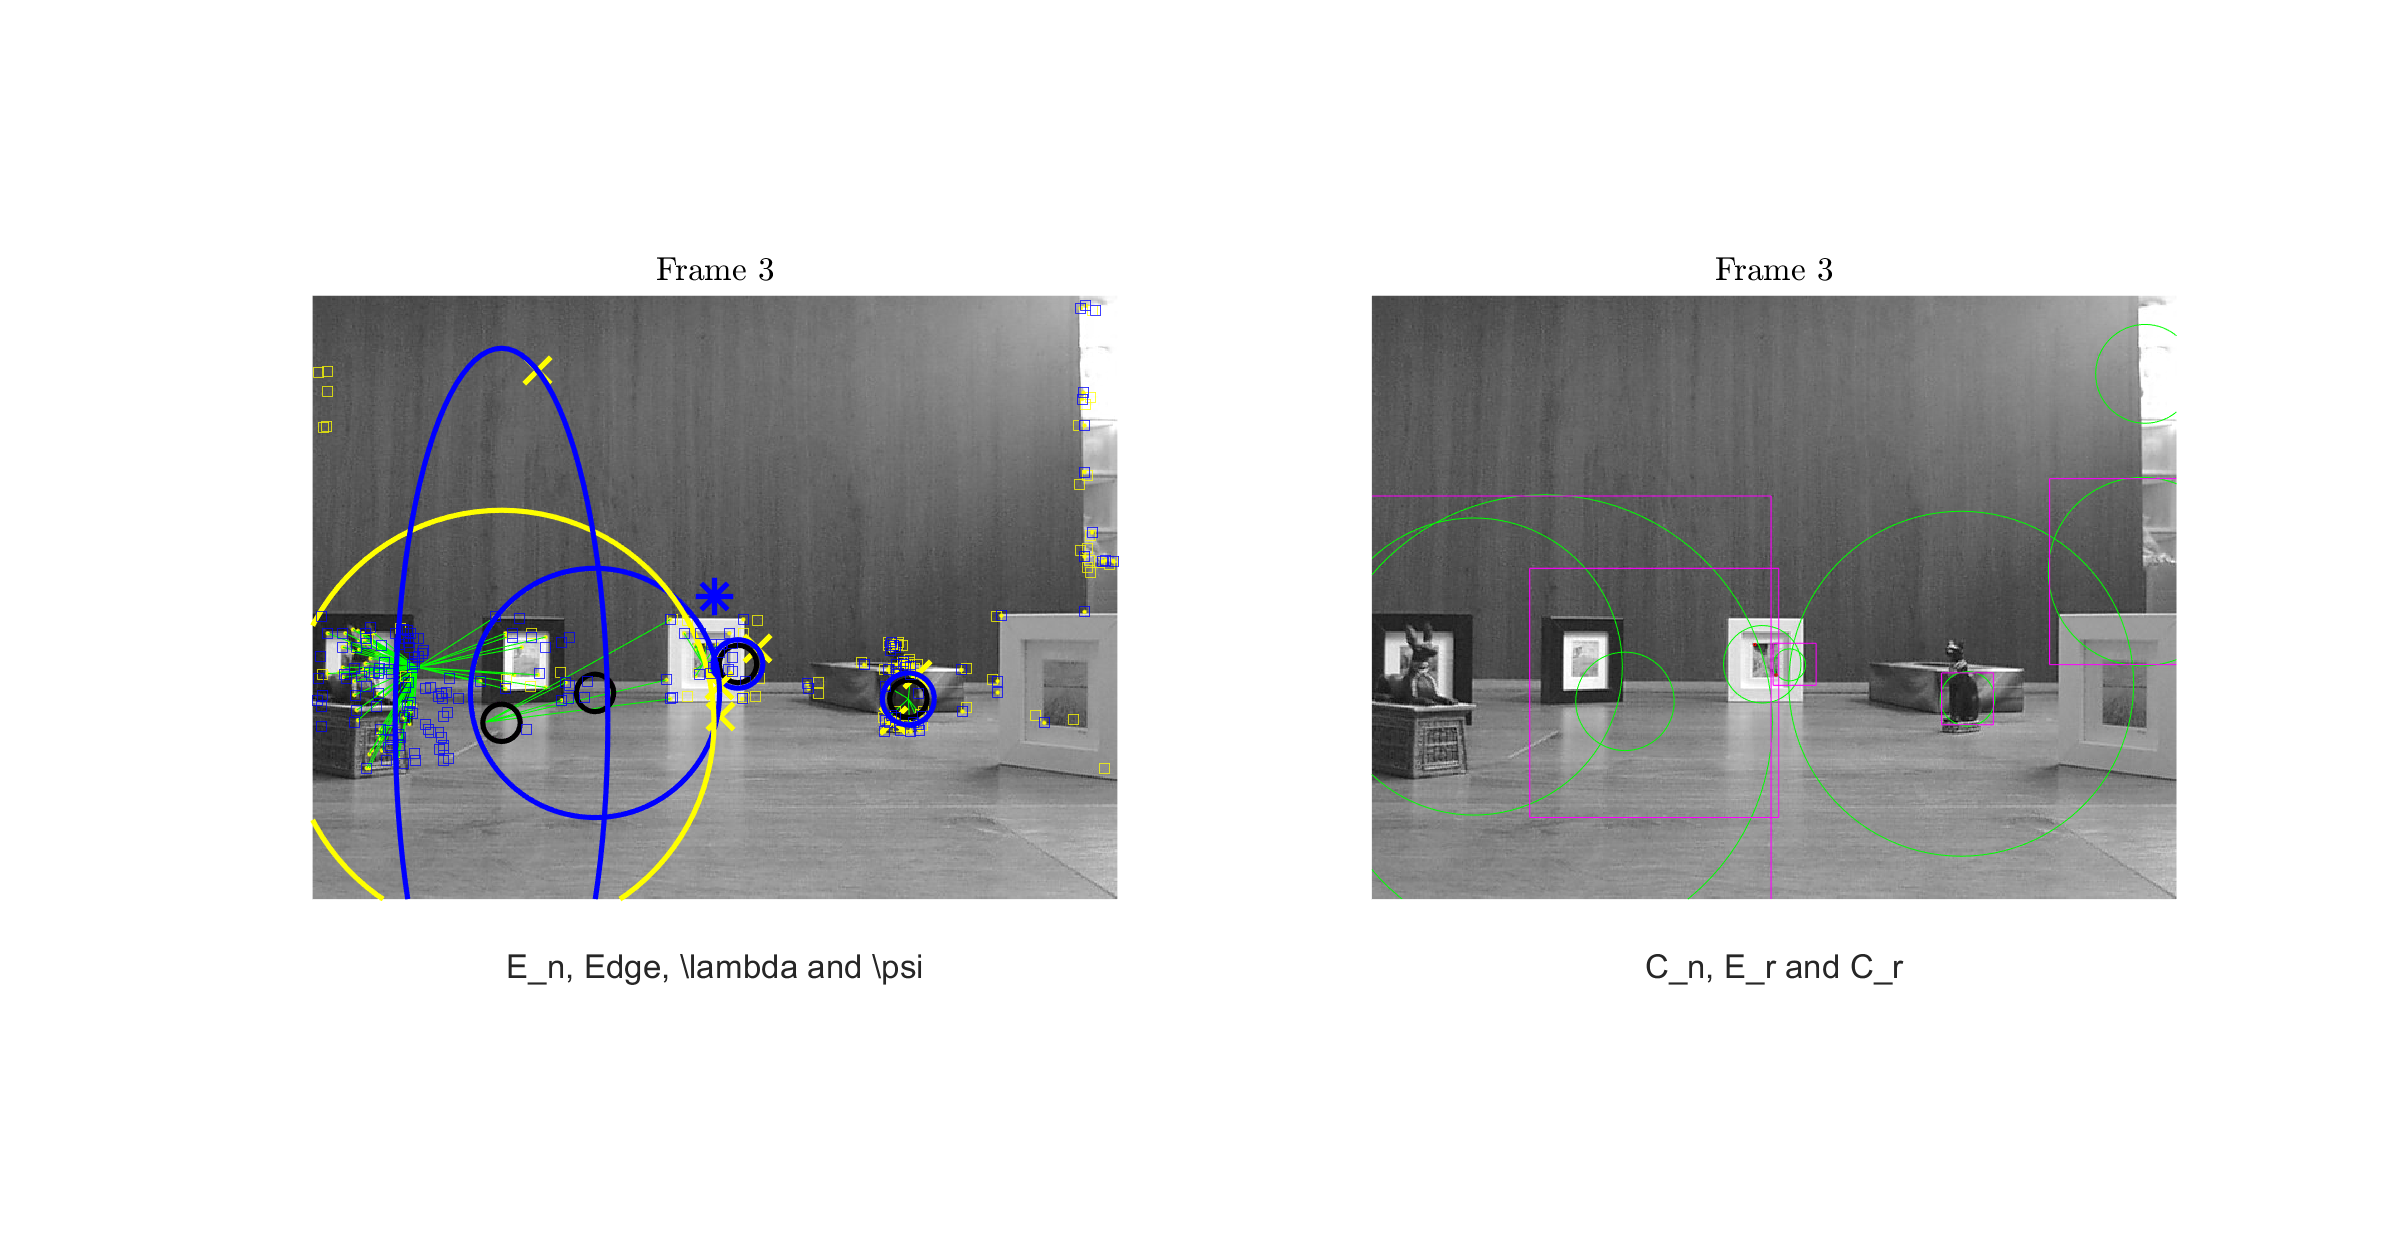 Frame 3
Frame 3
E_n, Edge, \lambda and \psi
C_n, E_r and C_r